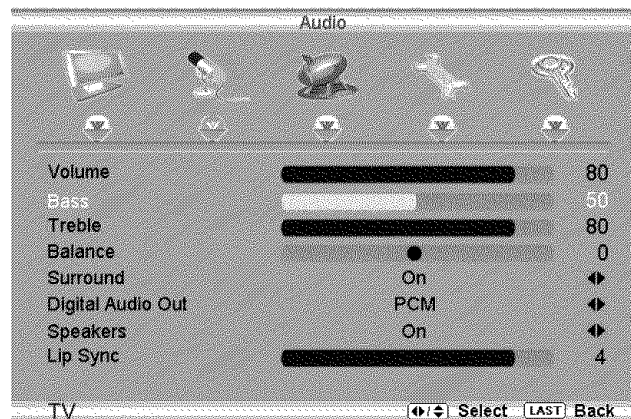 Audio
Volume 80
Bass 50
Treble 80
Balance 0
Surround On
Digital Audio Out PCM
Speakers On
Lip Sync 4
TV Select LAST Back